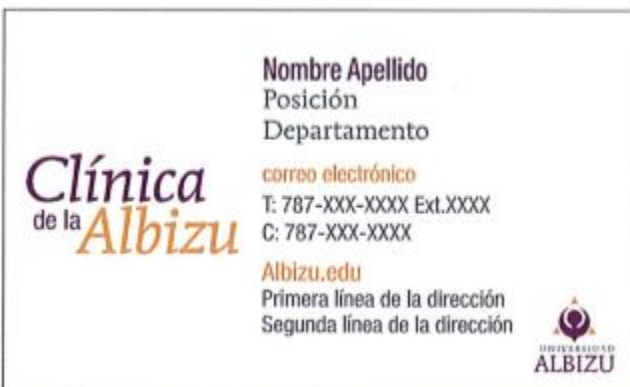 Clínica
de la Albizu
Nombre Apellido
Posición
Departamento
correo electrónico
T: 787-XXX-XXXX Ext.XXXX
C: 787-XXX-XXXX
Albizu.edu
Primera línea de la dirección
Segunda línea de la dirección
UNIVERSIDAD
ALBIZU